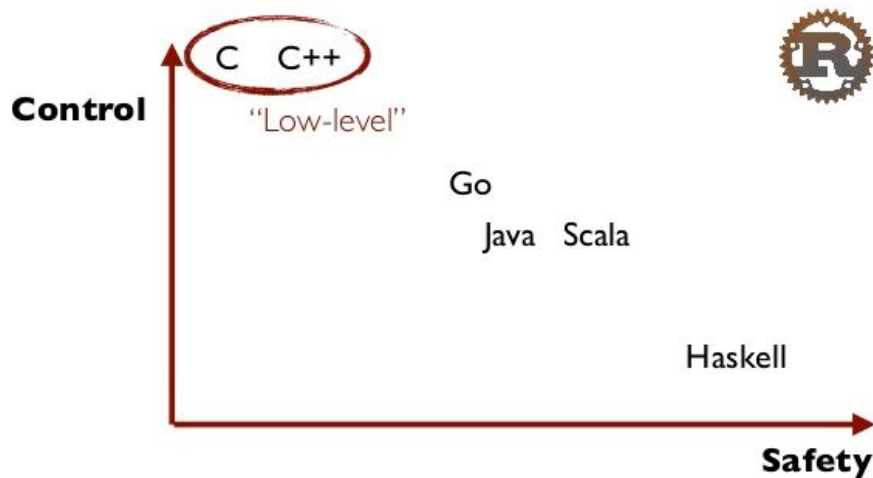 C C++
R
Control
“Low-level”
Go
Java Scala
Haskell
Safety